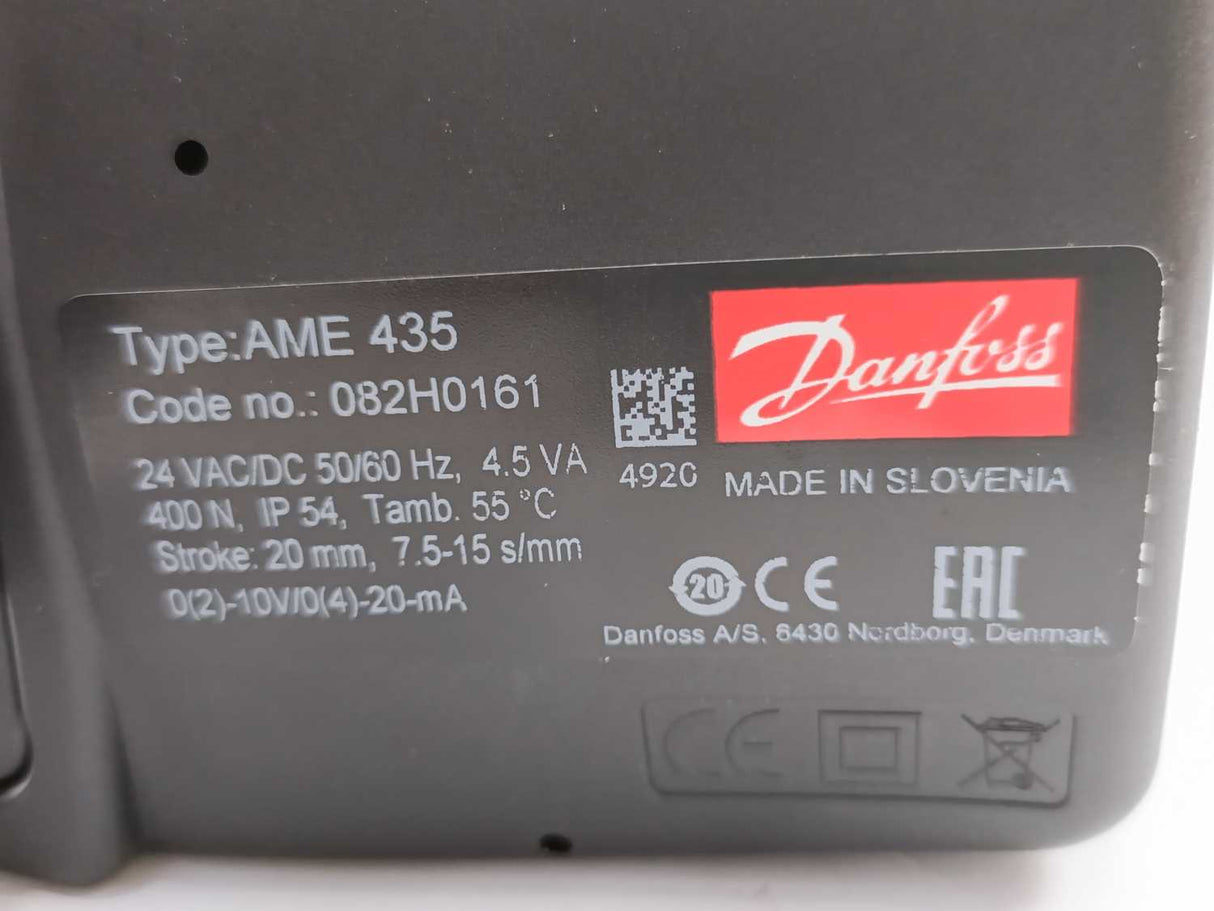 Type:AME 435
Code no.: 082H0161
24 VAC/DC 50/60 Hz, 4.5 VA
400 N, IP 54, Tamb. 55 °C
Stroke: 20 mm, 7.5-15 s/mm
0(2)-10V/0(4)-20-mA
4920
Danfoss
MADE IN SLOVENIA
20 CE EAC
Danfoss A/S, 6430 Nordborg, Denmark
CE